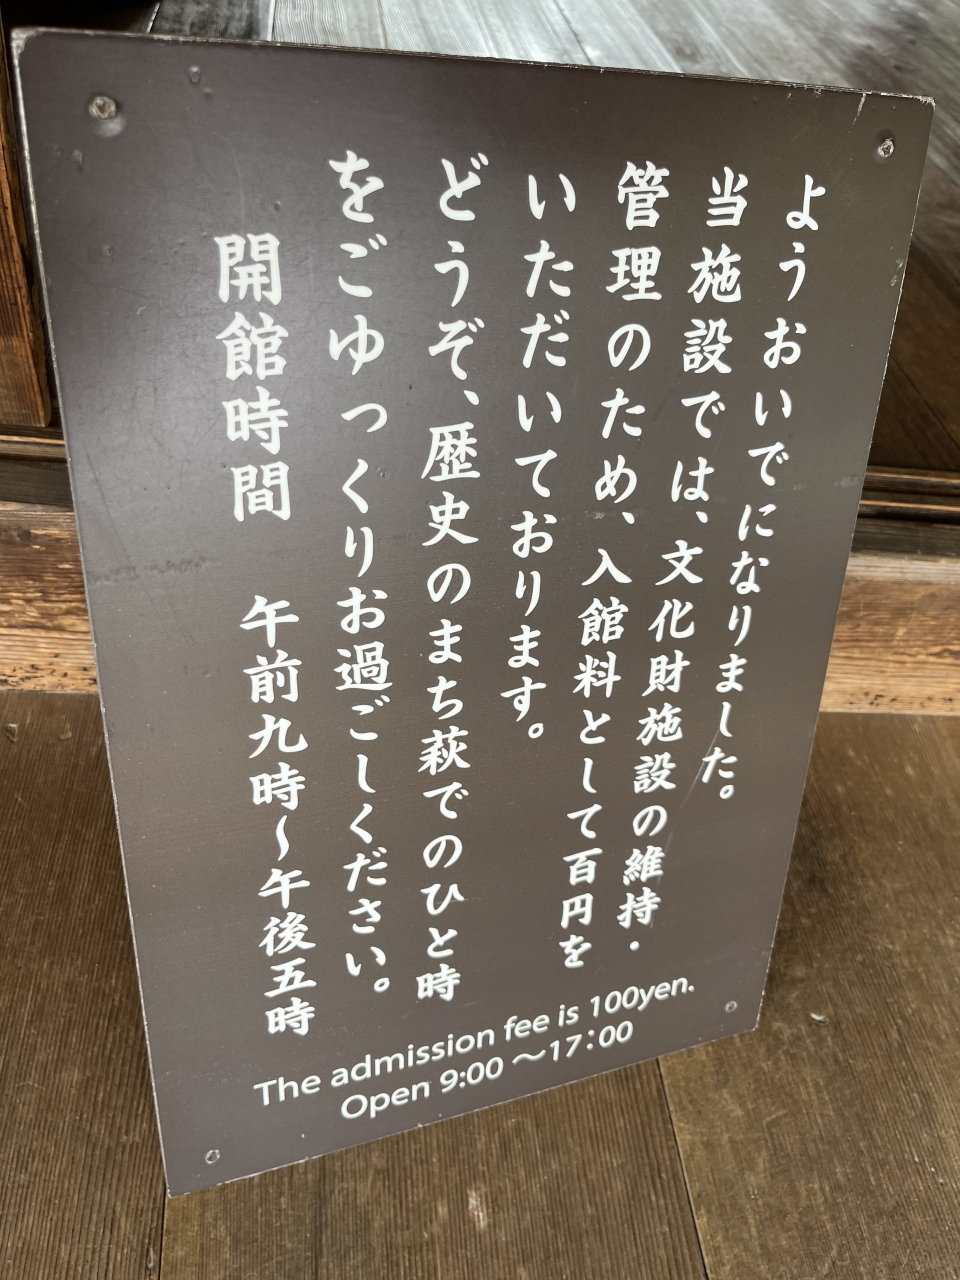 ようおいでになりました。
当施設では、文化財施設の維持・
管理のため、入館料として百円を
いただいております。
どうぞ、歴史のまち萩でのひと時
をごゆっくりお過ごしください。
開館時間　午前九時～午後五時
The admission fee is 100yen.
Open 9:00 ～17:00